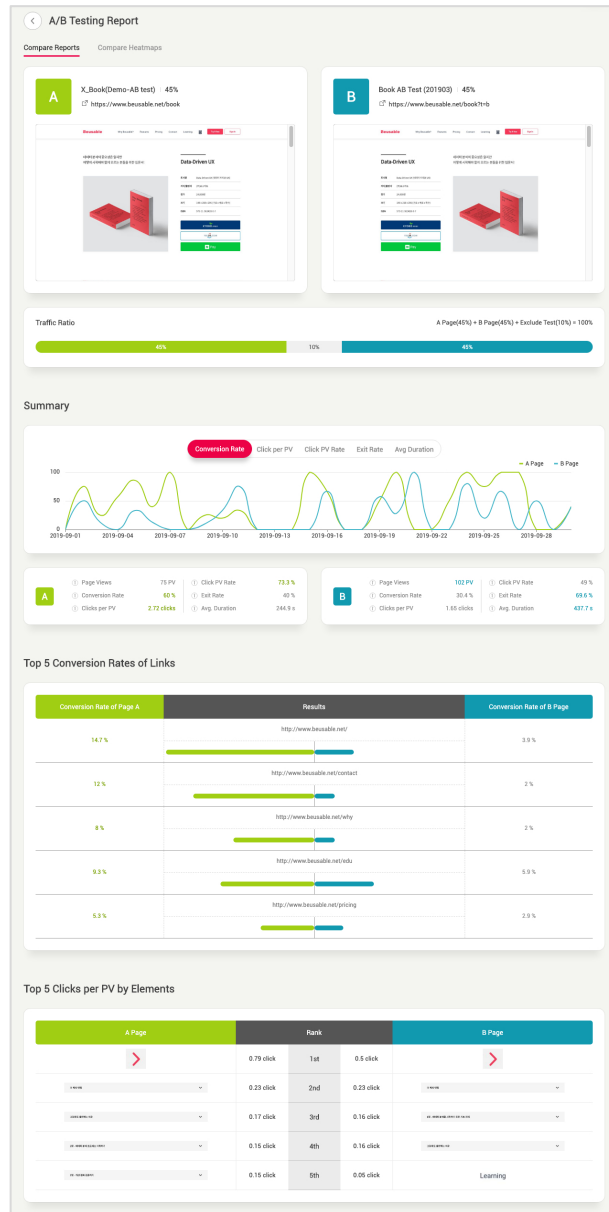 A/B Testing Report
Compare Reports Compare Heatmaps
A
X_Book(Demo-AB test) 45%
https://www.beusable.net/book
B
Book AB Test (201903) 45%
https://www.beusable.net/book?t=b
Beusable
Data-Driven UX
Beusable
Data-Driven UX
Traffic Ratio
A Page(45%) + B Page(45%) + Exclude Test(10%) = 100%
45% 10% 45%
Summary
Conversion Rate Click per PV Click PV Rate Exit Rate Avg Duration
A Page B Page
100
50
0
2019-09-01 2019-09-04 2019-09-07 2019-09-10 2019-09-13 2019-09-16 2019-09-19 2019-09-22 2019-09-25 2019-09-28
A
Page Views 75 PV Click PV Rate 73.3 %
Conversion Rate 60 % Exit Rate 40 %
Clicks per PV 2.72 clicks Avg. Duration 244.9 s
B
Page Views 102 PV Click PV Rate 49 %
Conversion Rate 30.4 % Exit Rate 69.6 %
Clicks per PV 1.66 clicks Avg. Duration 437.7 s
Top 5 Conversion Rates of Links
Conversion Rate of Page A Results Conversion Rate of B Page
http://www.beusable.net/
14.7 % 3.9 %
http://www.beusable.net/contact
12 % 2 %
http://www.beusable.net/why
8 % 2 %
http://www.beusable.net/edu
9.3 % 5.9 %
http://www.beusable.net/pricing
5.3 % 2.9 %
Top 5 Clicks per PV by Elements
A Page Rank B Page
0.79 click 1st 0.5 click
0.23 click 2nd 0.23 click
0.17 click 3rd 0.16 click
0.15 click 4th 0.16 click
0.15 click 5th 0.05 click Learning